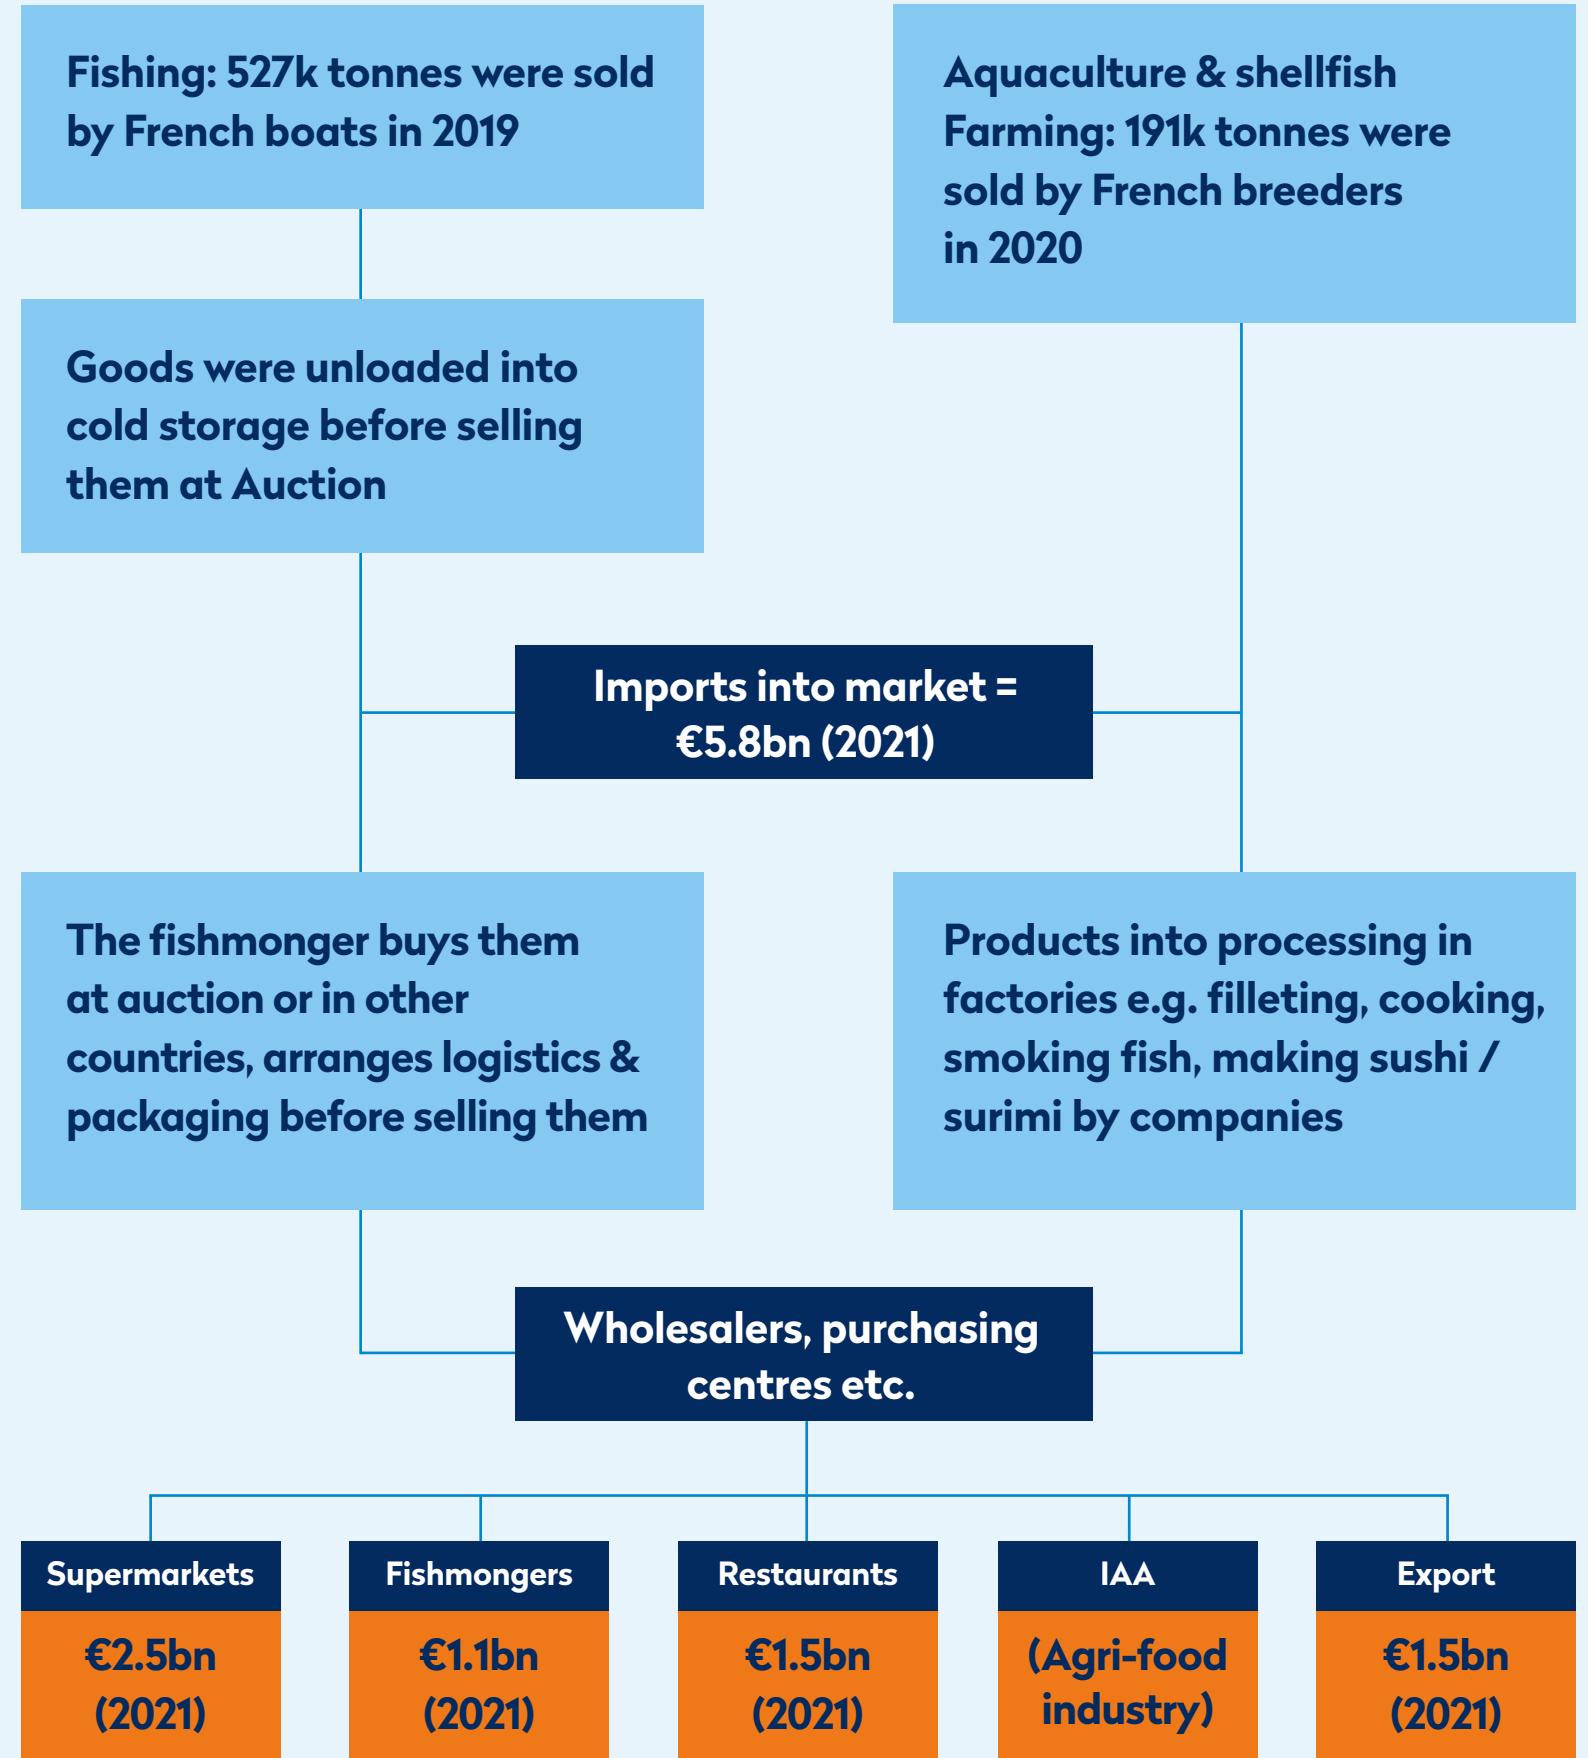 Fishing: 527k tonnes were sold
by French boats in 2019
Aquaculture & shellfish
Farming: 191k tonnes were
sold by French breeders
in 2020
Goods were unloaded into
cold storage before selling
them at Auction
Imports into market =
€5.8bn (2021)
The fishmonger buys them
at auction or in other
countries, arranges logistics &
packaging before selling them
Products into processing in
factories e.g. filleting, cooking,
smoking fish, making sushi /
surimi by companies
Wholesalers, purchasing
centres etc.
Supermarkets
€2.5bn
(2021)
Fishmongers
€1.1bn
(2021)
Restaurants
€1.5bn
(2021)
IAA
(Agri-food
industry)
Export
€1.5bn
(2021)